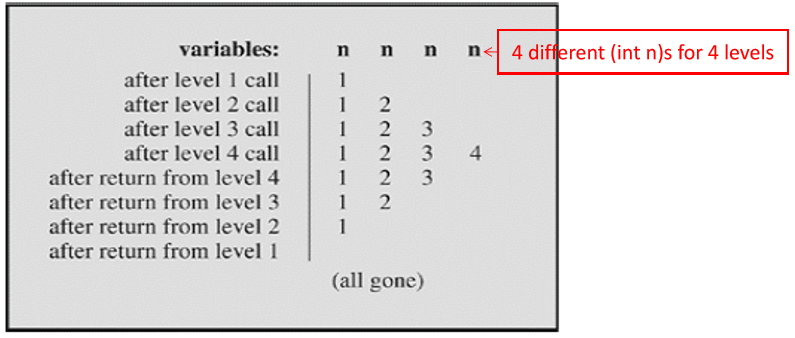 variables: n n n n
4 different (int n)s for 4 levels
after level 1 call 1
after level 2 call 1 2
after level 3 call 1 2 3
after level 4 call 1 2 3 4
after return from level 4 1 2 3
after return from level 3 1 2
after return from level 2 1
after return from level 1
(all gone)